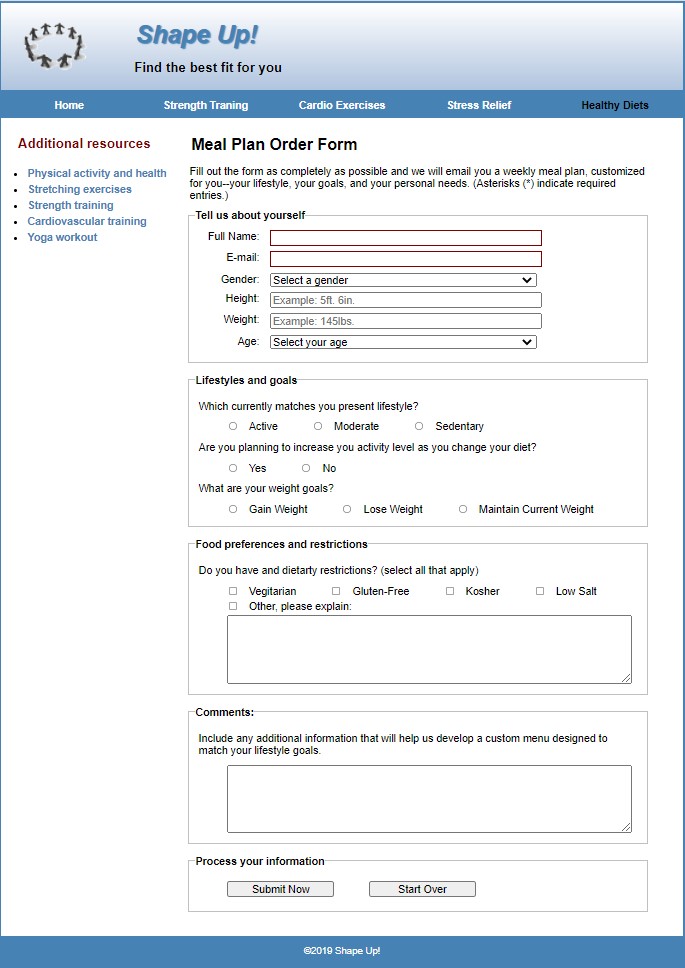 Shape Up!
Find the best fit for you
Home Strength Traning Cardio Exercises Stress Relief Healthy Diets
Additional resources
Physical activity and health
Stretching exercises
Strength training
Cardiovascular training
Yoga workout
Meal Plan Order Form
Fill out the form as completely as possible and we will email you a weekly meal plan, customized
for you--your lifestyle, your goals, and your personal needs. (Asterisks (*) indicate required
entries.)
Tell us about yourself
Full Name:
E-mail:
Gender: Select a gender
Height: Example: 5ft. 6in.
Weight: Example: 145lbs.
Age: Select your age
Lifestyles and goals
Which currently matches you present lifestyle?
Active Moderate Sedentary
Are you planning to increase you activity level as you change your diet?
Yes No
What are your weight goals?
Gain Weight Lose Weight Maintain Current Weight
Food preferences and restrictions
Do you have and dietarty restrictions? (select all that apply)
Vegitarian Gluten-Free Kosher Low Salt
Other, please explain:
Comments:
Include any additional information that will help us develop a custom menu designed to
match your lifestyle goals.
Process your information
Submit Now Start Over
©2019 Shape Up!